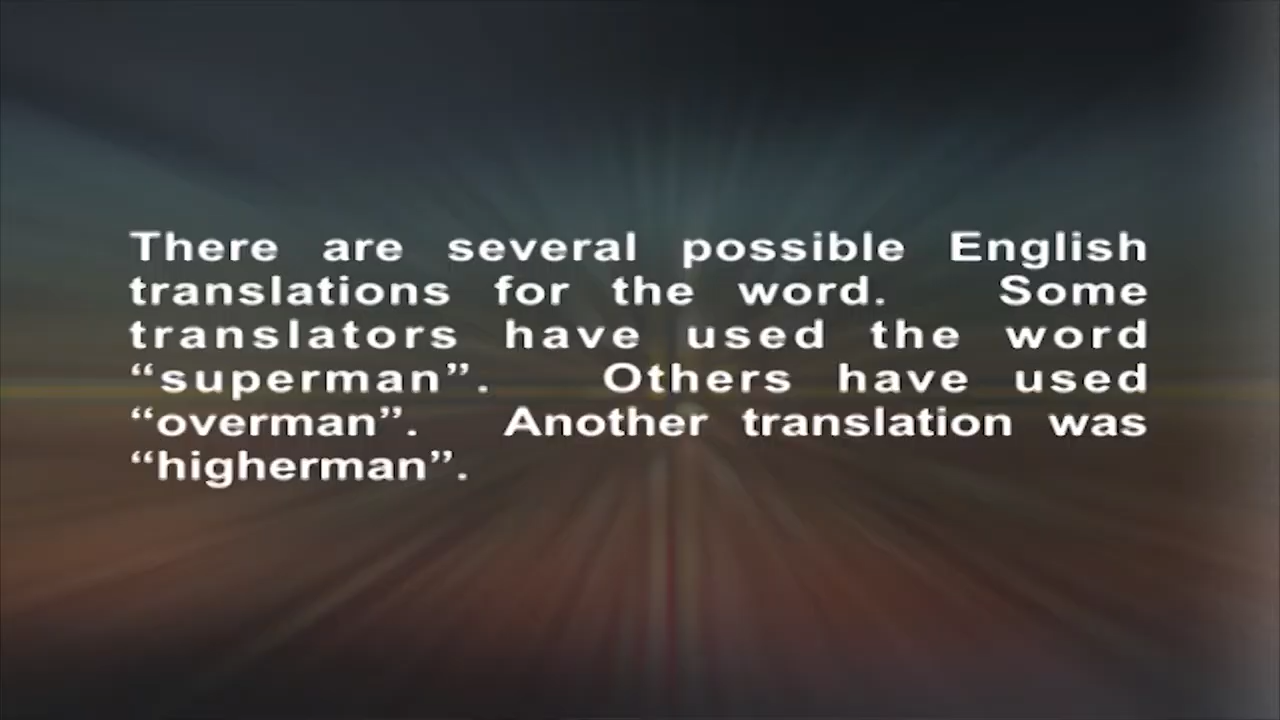 There are several possible English
translations for the word. Some
translators have used the word
“superman”. Others have used
“overman”. Another translation was
“higherman”.